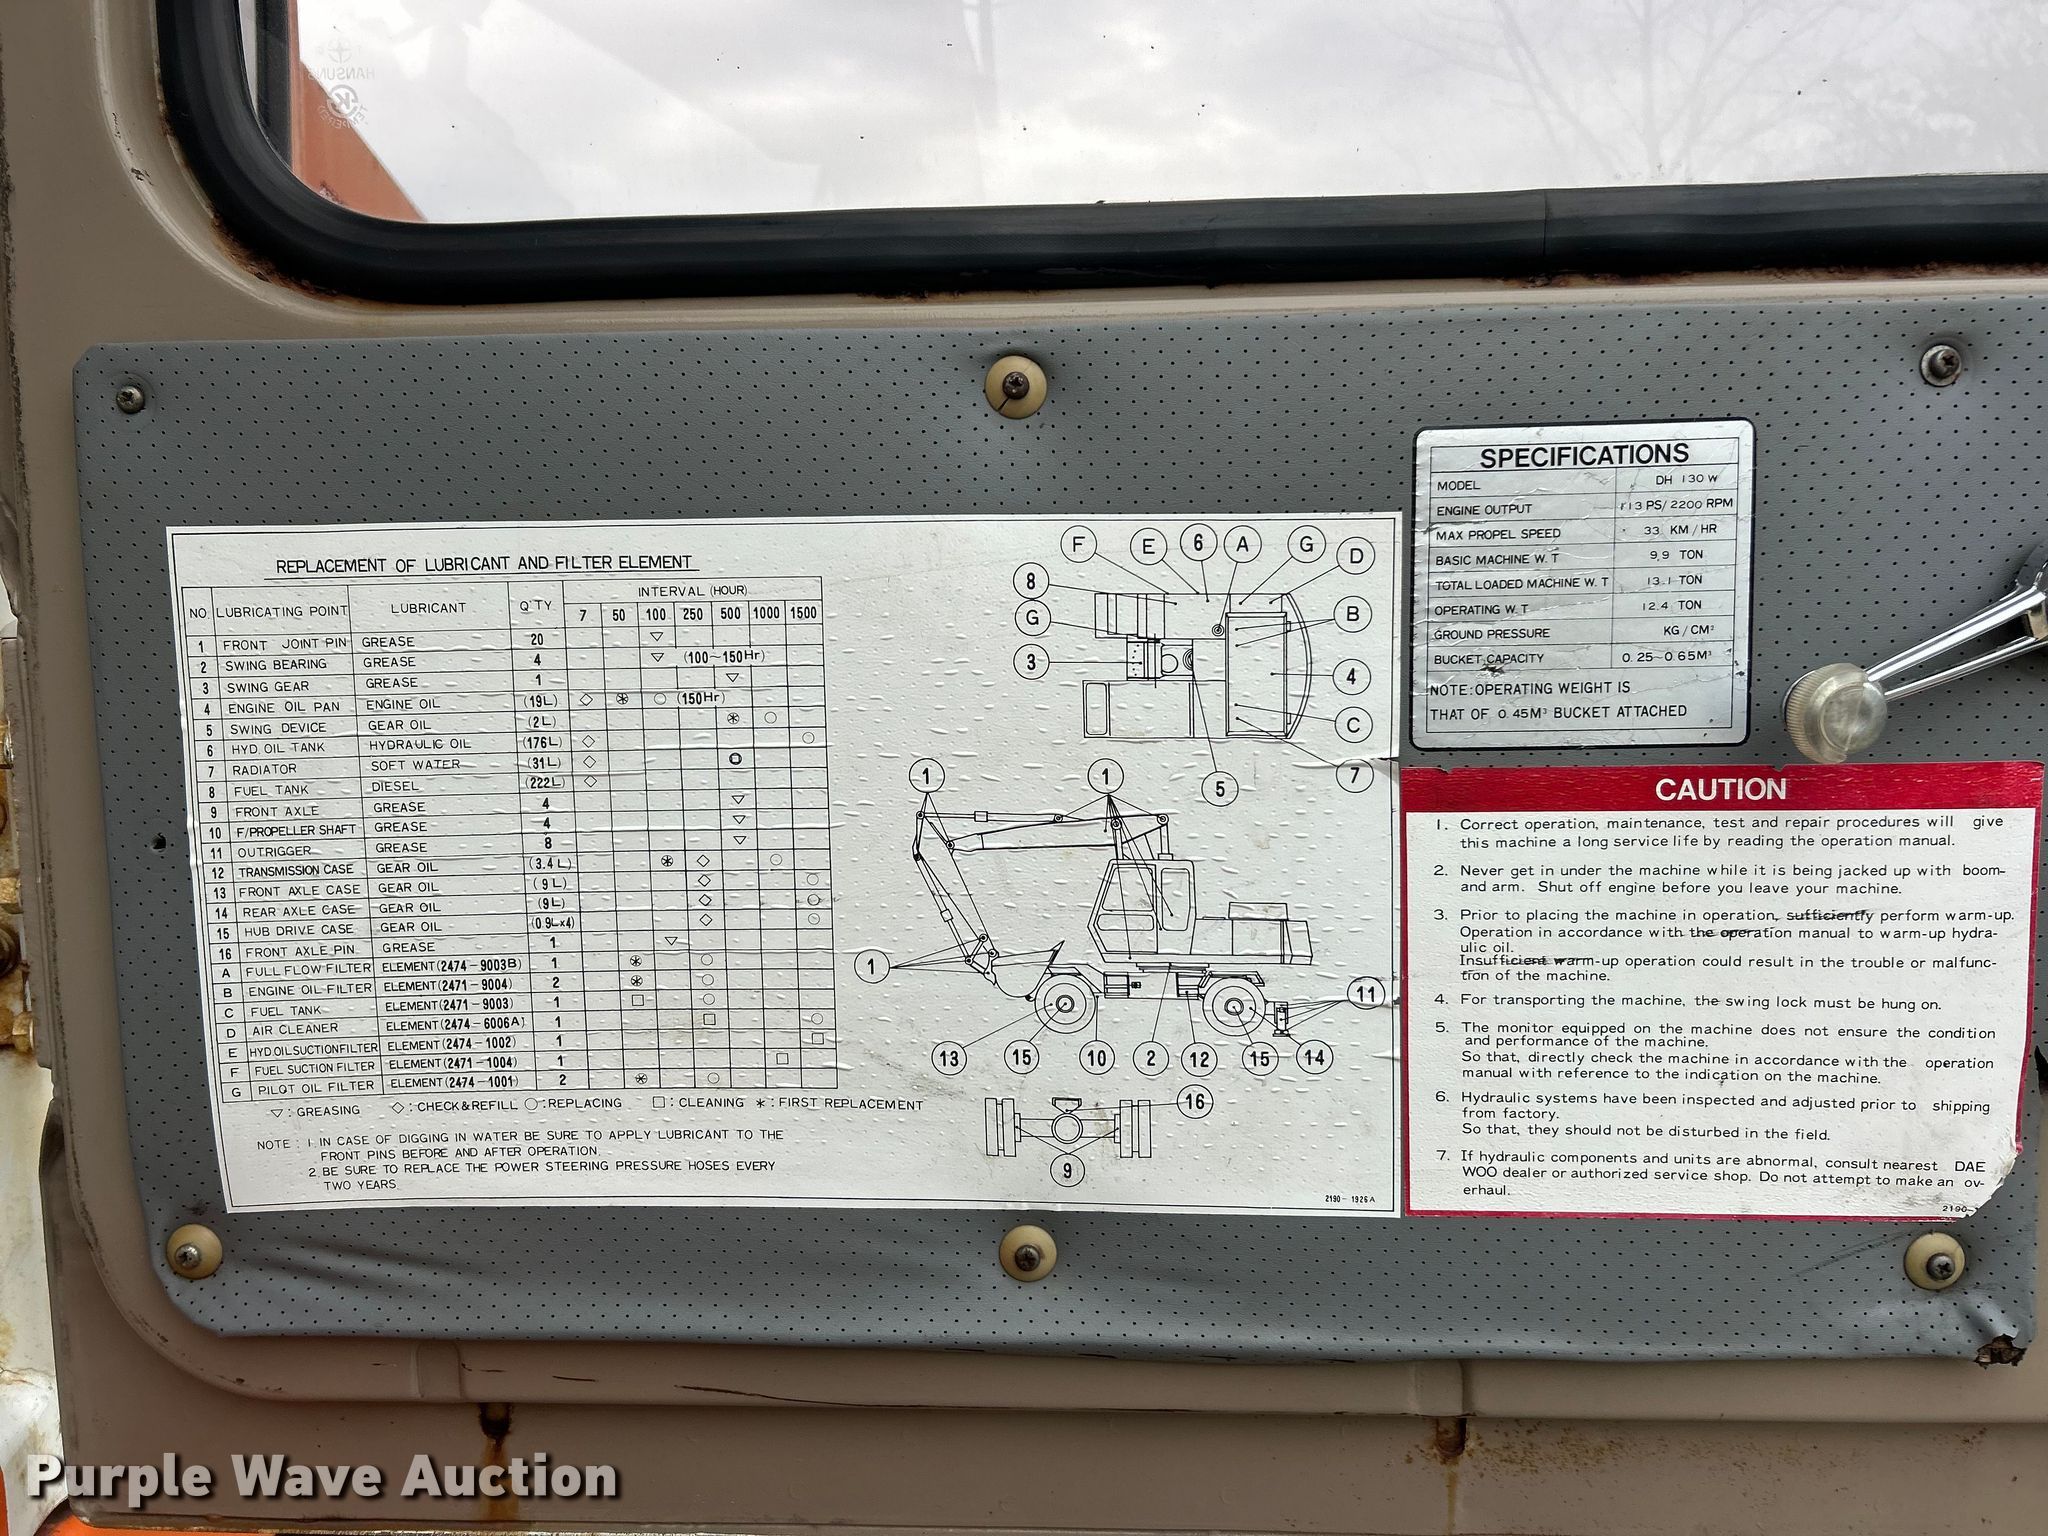 HANSUNG
K
TEMPERED
REPLACEMENT OF LUBRICANT AND FILTER ELEMENT
NO. LUBRICATING POINT LUBRICANT Q'TY INTERVAL (HOUR)
7 50 100 250 500 1000 1500
1 FRONT JOINT PIN GREASE 20 ▽
2 SWING BEARING GREASE 4 ▽ (100~150Hr)
3 SWING GEAR GREASE 1 ▽
4 ENGINE OIL PAN ENGINE OIL (19L) ◇ ⊛ ○ (150Hr)
5 SWING DEVICE GEAR OIL (2L) ⊛ ○
6 HYD. OIL TANK HYDRAULIC OIL (176L) ◇ ○
7 RADIATOR SOFT WATER (31L) ◇
8 FUEL TANK DIESEL (222L) ◇
9 FRONT AXLE GREASE 4 ▽
10 F/PROPELLER SHAFT GREASE 4 ▽
11 OUTRIGGER GREASE 8 ▽
12 TRANSMISSION CASE GEAR OIL (3.4L) ⊛ ◇ ○
13 FRONT AXLE CASE GEAR OIL (9L) ◇ ○
14 REAR AXLE CASE GEAR OIL (9L) ◇ ○
15 HUB DRIVE CASE GEAR OIL (0.9L×4) ◇ ○
16 FRONT AXLE PIN GREASE 1 ▽
A FULL FLOW FILTER ELEMENT (2474-9003B) 1 ⊛ ○
B ENGINE OIL FILTER ELEMENT (2471-9004) 2 ⊛ ○
C FUEL TANK ELEMENT (2471-9003) 1 □ ○
D AIR CLEANER ELEMENT (2474-6006A) 1 □ ○
E HYD OIL SUCTION FILTER ELEMENT (2474-1002) 1 □
F FUEL SUCTION FILTER ELEMENT (2471-1004) 1 □
G PILOT OIL FILTER ELEMENT (2474-1001) 2 ⊛ ○
▽: GREASING ◇: CHECK&REFILL ○: REPLACING □: CLEANING *: FIRST REPLACEMENT
NOTE: 1. IN CASE OF DIGGING IN WATER BE SURE TO APPLY LUBRICANT TO THE
FRONT PINS BEFORE AND AFTER OPERATION.
2. BE SURE TO REPLACE THE POWER STEERING PRESSURE HOSES EVERY
TWO YEARS.
F E 6 A G D
8
G B
3 4
C
5 7
1 1
1 11
13 15 10 2 12 15 14
16
9
2190-1926A
SPECIFICATIONS
MODEL DH 130 W
ENGINE OUTPUT 113 PS/2200 RPM
MAX PROPEL SPEED 33 KM/HR
BASIC MACHINE W.T 9.9 TON
TOTAL LOADED MACHINE W.T 13.1 TON
OPERATING W.T 12.4 TON
GROUND PRESSURE KG/CM²
BUCKET CAPACITY 0.25~0.65M³
NOTE: OPERATING WEIGHT IS
THAT OF 0.45M³ BUCKET ATTACHED
CAUTION
1. Correct operation, maintenance, test and repair procedures will give
this machine a long service life by reading the operation manual.
2. Never get in under the machine while it is being jacked up with boom-
and arm. Shut off engine before you leave your machine.
3. Prior to placing the machine in operation, sufficiently perform warm-up.
Operation in accordance with the operation manual to warm-up hydra-
ulic oil.
Insufficient warm-up operation could result in the trouble or malfunc-
tion of the machine.
4. For transporting the machine, the swing lock must be hung on.
5. The monitor equipped on the machine does not ensure the condition
and performance of the machine.
So that, directly check the machine in accordance with the operation
manual with reference to the indication on the machine.
6. Hydraulic systems have been inspected and adjusted prior to shipping
from factory.
So that, they should not be disturbed in the field.
7. If hydraulic components and units are abnormal, consult nearest DAE
WOO dealer or authorized service shop. Do not attempt to make an ov-
erhaul.
2190-
Purple Wave Auction